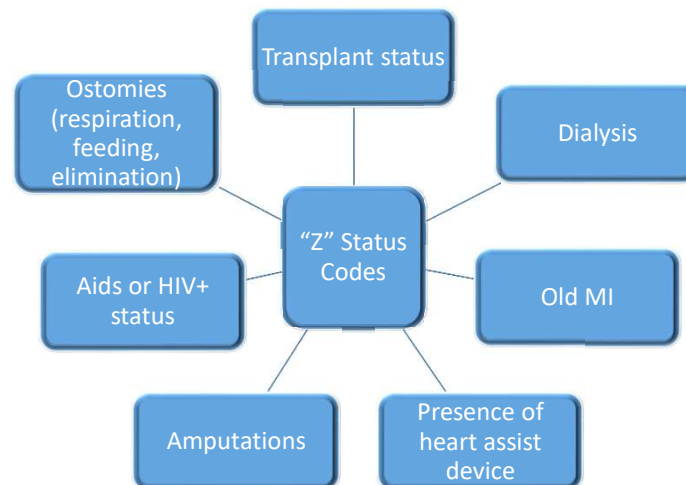 Transplant status
Ostomies
(respiration,
feeding,
elimination)
Dialysis
“Z” Status
Codes
Aids or HIV+
status
Old MI
Amputations
Presence of
heart assist
device